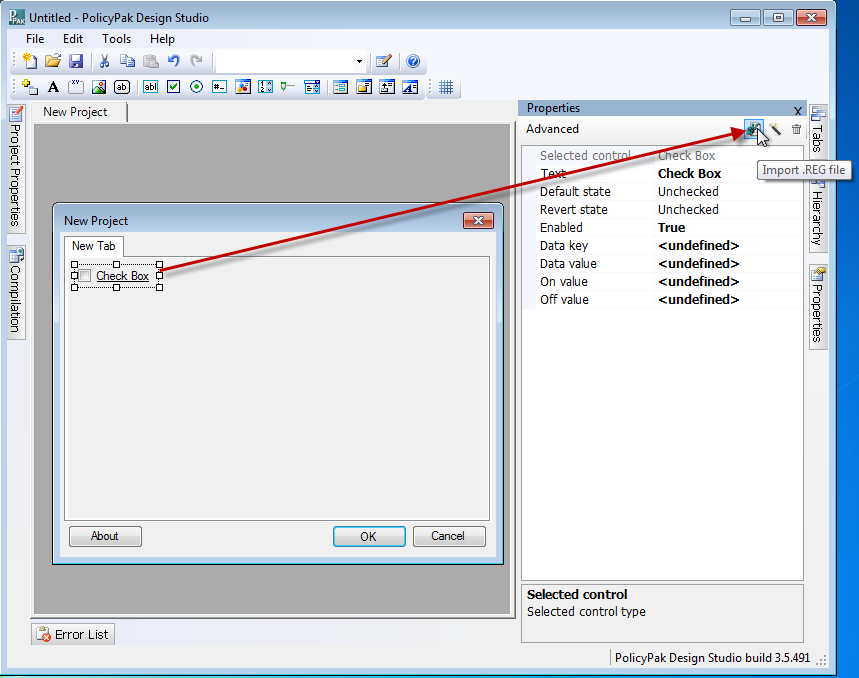 PAK
Untitled - PolicyPak Design Studio
File Edit Tools Help
New Project
Project Properties
Compilation
New Project
New Tab
Check Box
About OK Cancel
Error List
Properties x
Advanced
Import .REG file
Selected control Check Box
Text Check Box
Default state Unchecked
Revert state Unchecked
Enabled True
Data key <undefined>
Data value <undefined>
On value <undefined>
Off value <undefined>
Selected control
Selected control type
Tabs
Hierarchy
Properties
PolicyPak Design Studio build 3.5.491